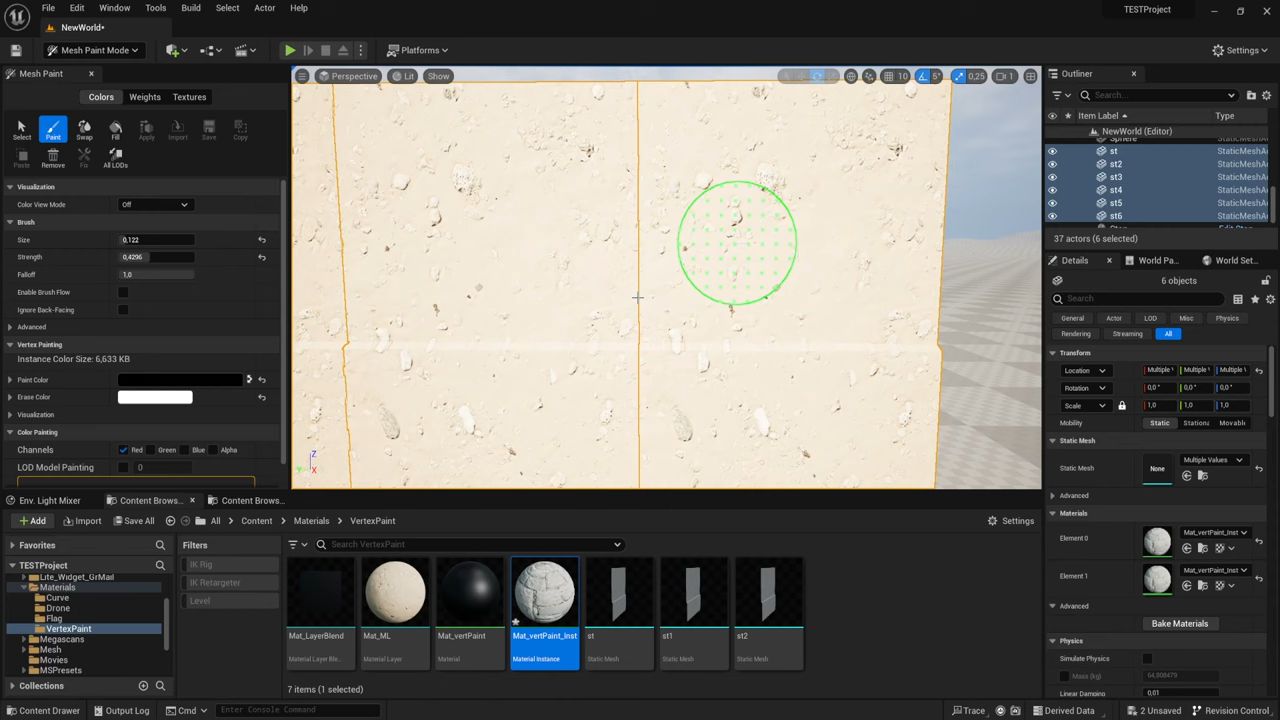 File Edit Window Tools Build Select Actor Help
TESTProject
NewWorld•
Mesh Paint Mode
Platforms
Settings
Mesh Paint
Colors Weights Textures
Select Paint Swap Fill Apply Import Save Copy
Paste Remove Fix All LODs
Visualization
Color View Mode Off
Brush
Size 0,122
Strength 0,4296
Falloff 1,0
Enable Brush Flow
Ignore Back-Facing
Advanced
Vertex Painting
Instance Color Size: 6,633 KB
Paint Color
Erase Color
Visualization
Color Painting
Channels Red Green Blue Alpha
LOD Model Painting 0
Perspective Lit Show
10 5° 0,25 1
Z
Y X
Outliner
Search...
Item Label Type
NewWorld (Editor)
Sphere StaticMeshAc
st StaticMeshAc
st2 StaticMeshAc
st3 StaticMeshAc
st4 StaticMeshAc
st5 StaticMeshAc
st6 StaticMeshAc
37 actors (6 selected)
Details World Pa... World Set...
6 objects
Search
General Actor LOD Misc Physics
Rendering Streaming All
Transform
Location Multiple Multiple Multiple
Rotation 0,0 ° 0,0 ° 0,0 °
Scale 1,0 1,0 1,0
Mobility Static Stationa Movable
Static Mesh
Static Mesh None Multiple Values
Advanced
Materials
Element 0 Mat_vertPaint_Inst
Element 1 Mat_vertPaint_Inst
Advanced
Bake Materials
Physics
Simulate Physics
Mass (kg) 64,808479
Linear Damping 0,01
Env. Light Mixer Content Brows... Content Brows...
Add Import Save All All Content Materials VertexPaint Settings
Favorites
TESTProject
Lite_Widget_GrMail
Materials
Curve
Drone
Flag
VertexPaint
Megascans
Mesh
Movies
MSPresets
Collections
Filters
IK Rig
IK Retargeter
Level
Search VertexPaint
Mat_LayerBlend Mat_ML Mat_vertPaint Mat_vertPaint_Inst st st1 st2
Material Layer Ble... Material Layer Material Material Instance Static Mesh Static Mesh Static Mesh
7 items (1 selected)
Content Drawer Output Log Cmd Enter Console Command
Trace Derived Data 2 Unsaved Revision Control